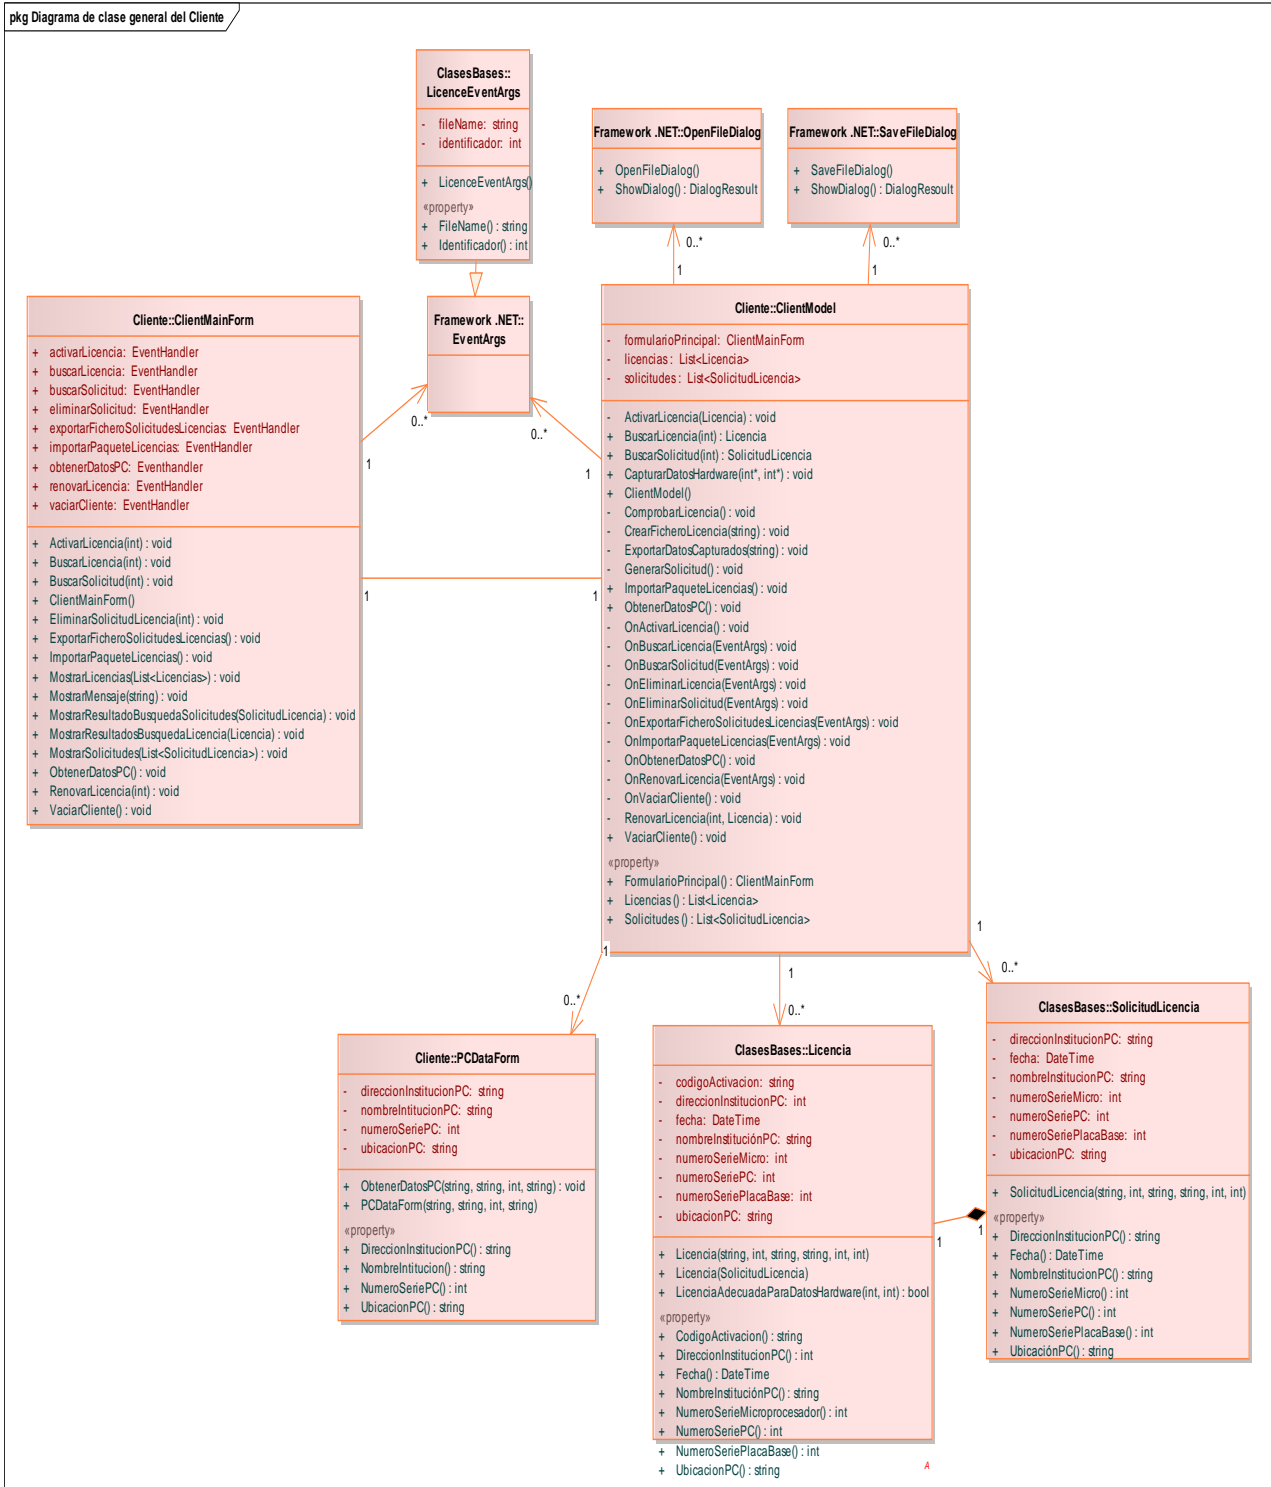 pkg Diagrama de clase general del Cliente
ClasesBases::
LicenceEventArgs
- fileName: string
- identificador: int
+ LicenceEventArgs()
«property»
+ FileName() : string
+ Identificador() : int
Framework .NET::OpenFileDialog
+ OpenFileDialog()
+ ShowDialog() : DialogResoult
Framework .NET::SaveFileDialog
+ SaveFileDialog()
+ ShowDialog() : DialogResoult
0..*
1
0..*
1
Framework .NET::
EventArgs
0..*
1
0..*
1
1
1
Cliente::ClientMainForm
+ activarLicencia: EventHandler
+ buscarLicencia: EventHandler
+ buscarSolicitud: EventHandler
+ eliminarSolicitud: EventHandler
+ exportarFicheroSolicitudesLicencias: EventHandler
+ importarPaqueteLicencias: EventHandler
+ obtenerDatosPC: Eventhandler
+ renovarLicencia: EventHandler
+ vaciarCliente: EventHandler
+ ActivarLicencia(int) : void
+ BuscarLicencia(int) : void
+ BuscarSolicitud(int) : void
+ ClientMainForm()
+ EliminarSolicitudLicencia(int) : void
+ ExportarFicheroSolicitudesLicencias() : void
+ ImportarPaqueteLicencias() : void
+ MostrarLicencias(List<Licencias>) : void
+ MostrarMensaje(string) : void
+ MostrarResultadoBusquedaSolicitudes(SolicitudLicencia) : void
+ MostrarResultadosBusquedaLicencia(Licencia) : void
+ MostrarSolicitudes(List<SolicitudLicencia>) : void
+ ObtenerDatosPC() : void
+ RenovarLicencia(int) : void
+ VaciarCliente() : void
Cliente::ClientModel
- formularioPrincipal: ClientMainForm
- licencias: List<Licencia>
- solicitudes: List<SolicitudLicencia>
- ActivarLicencia(Licencia) : void
+ BuscarLicencia(int) : Licencia
+ BuscarSolicitud(int) : SolicitudLicencia
+ CapturarDatosHardware(int*, int*) : void
+ ClientModel()
- ComprobarLicencia() : void
- CrearFicheroLicencia(string) : void
- ExportarDatosCapturados(string) : void
- GenerarSolicitud() : void
+ ImportarPaqueteLicencias() : void
+ ObtenerDatosPC() : void
- OnActivarLicencia() : void
- OnBuscarLicencia(EventArgs) : void
- OnBuscarSolicitud(EventArgs) : void
- OnEliminarLicencia(EventArgs) : void
- OnEliminarSolicitud(EventArgs) : void
- OnExportarFicheroSolicitudesLicencias(EventArgs) : void
- OnImportarPaqueteLicencias(EventArgs) : void
- OnObtenerDatosPC() : void
- OnRenovarLicencia(EventArgs) : void
- OnVaciarCliente() : void
- RenovarLicencia(int, Licencia) : void
+ VaciarCliente() : void
«property»
+ FormularioPrincipal() : ClientMainForm
+ Licencias() : List<Licencia>
+ Solicitudes() : List<SolicitudLicencia>
1
0..*
1
0..*
1
0..*
Cliente::PCDataForm
- direccionInstitucionPC: string
- nombreIntitucionPC: string
- numeroSeriePC: int
- ubicacionPC: string
+ ObtenerDatosPC(string, string, int, string) : void
+ PCDataForm(string, string, int, string)
«property»
+ DireccionInstitucionPC() : string
+ NombreIntitucion() : string
+ NumeroSeriePC() : int
+ UbicacionPC() : string
ClasesBases::Licencia
- codigoActivacion: string
- direccionInstitucionPC: int
- fecha: DateTime
- nombreInstituciónPC: string
- numeroSerieMicro: int
- numeroSeriePC: int
- numeroSeriePlacaBase: int
- ubicacionPC: string
+ Licencia(string, int, string, string, int, int)
+ Licencia(SolicitudLicencia)
+ LicenciaAdecuadaParaDatosHardware(int, int) : bool
«property»
+ CodigoActivacion() : string
+ DireccionInstitucionPC() : int
+ Fecha() : DateTime
+ NombreInstituciónPC() : string
+ NumeroSerieMicroprocesador() : int
+ NumeroSeriePC() : int
+ NumeroSeriePlacaBase() : int
+ UbicacionPC() : string
A
1
1
ClasesBases::SolicitudLicencia
- direccionInstitucionPC: string
- fecha: DateTime
- nombreInstitucionPC: string
- numeroSerieMicro: int
- numeroSeriePC: int
- numeroSeriePlacaBase: int
- ubicacionPC: string
+ SolicitudLicencia(string, int, string, string, int, int)
«property»
+ DireccionInstitucionPC() : string
+ Fecha() : DateTime
+ NombreInstitucionPC() : string
+ NumeroSerieMicro() : int
+ NumeroSeriePC() : int
+ NumeroSeriePlacaBase() : int
+ UbicaciónPC() : string